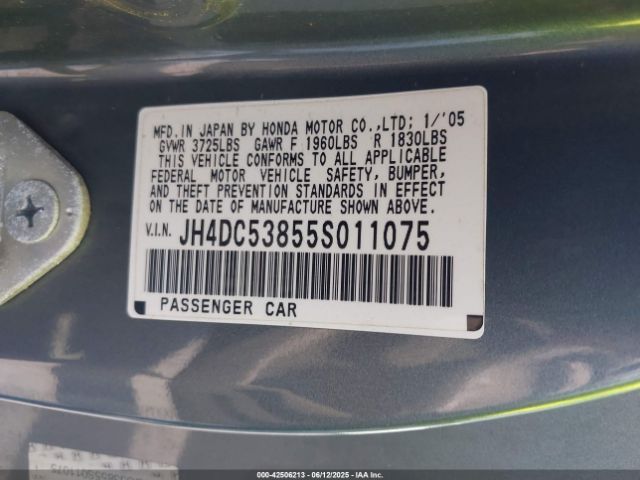 MFD. IN JAPAN BY HONDA MOTOR CO.,LTD; 1/'05
GVWR 3725LBS GAWR F 1960LBS R 1830LBS
THIS VEHICLE CONFORMS TO ALL APPLICABLE
FEDERAL MOTOR VEHICLE SAFETY, BUMPER,
AND THEFT PREVENTION STANDARDS IN EFFECT
ON THE DATE OF MANUFACTURE SHOWN ABOVE.
V.I.N. JH4DC53855S011075
PASSENGER CAR
000-42506213 - 06/12/2025 - IAA Inc.